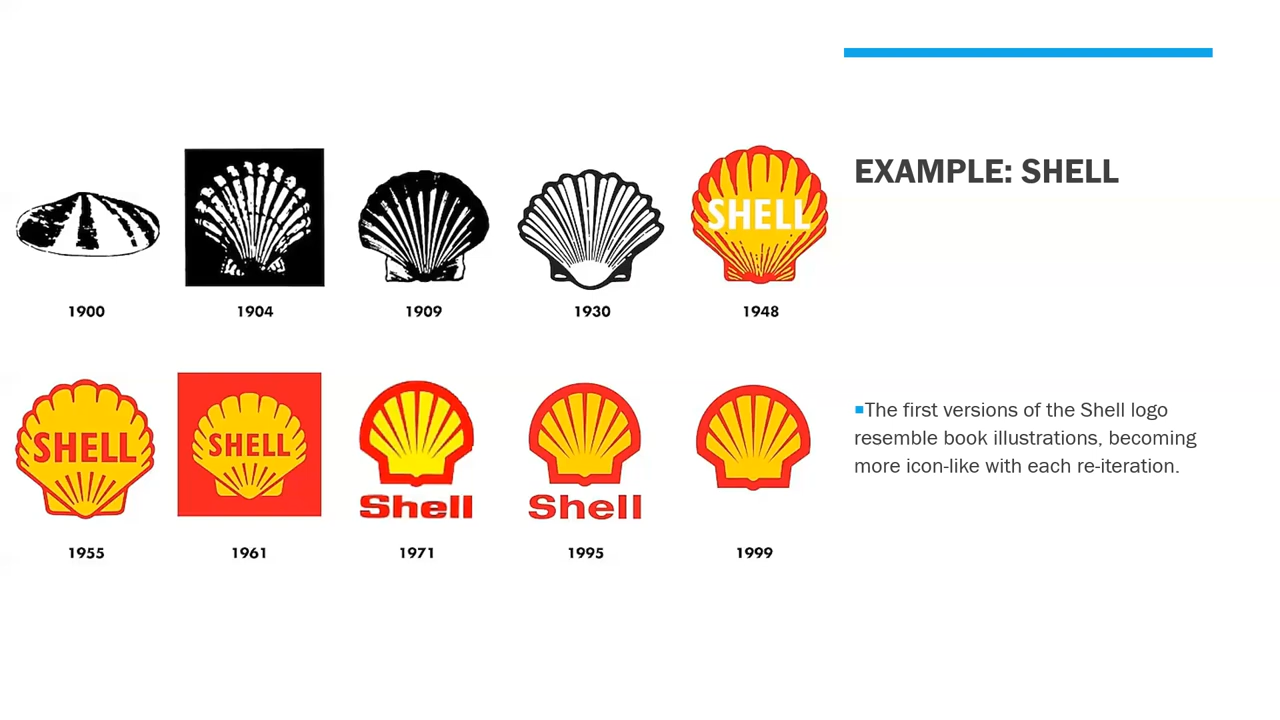 EXAMPLE: SHELL
SHELL
1900
1904
1909
1930
1948
SHELL
SHELL
Shell
Shell
1955
1961
1971
1995
1999
▪The first versions of the Shell logo
resemble book illustrations, becoming
more icon-like with each re-iteration.